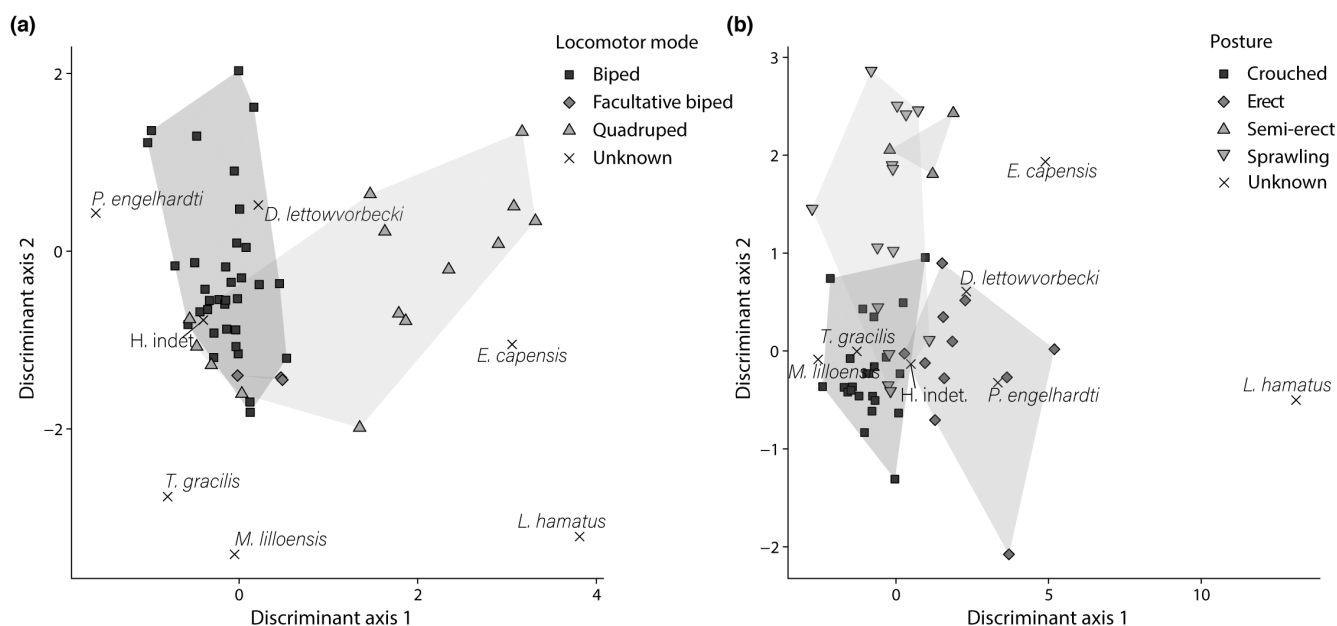 (a)
Locomotor mode
Biped
Facultative biped
Quadruped
Unknown
P. engelhardti
D. lettowvorbecki
H. indet.
E. capensis
T. gracilis
M. lilloensis
L. hamatus
2
0
−2
0
2
4
Discriminant axis 2
Discriminant axis 1
(b)
Posture
Crouched
Erect
Semi-erect
Sprawling
Unknown
E. capensis
D. lettowvorbecki
T. gracilis
M. lilloensis
H. indet.
P. engelhardti
L. hamatus
3
2
1
0
−1
−2
0
5
10
Discriminant axis 2
Discriminant axis 1